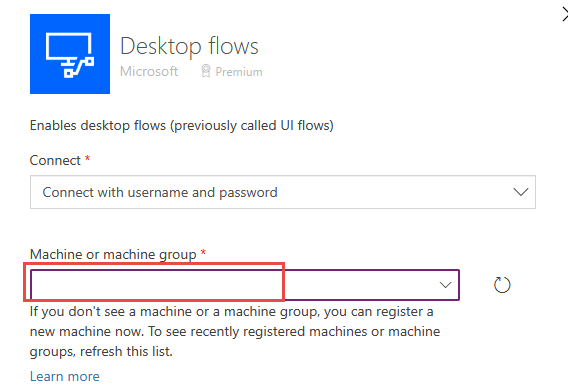 Desktop flows
Microsoft Premium
Enables desktop flows (previously called UI flows)
Connect *
Connect with username and password
Machine or machine group *
If you don't see a machine or a machine group, you can register a
new machine now. To see recently registered machines or machine
groups, refresh this list.
Learn more